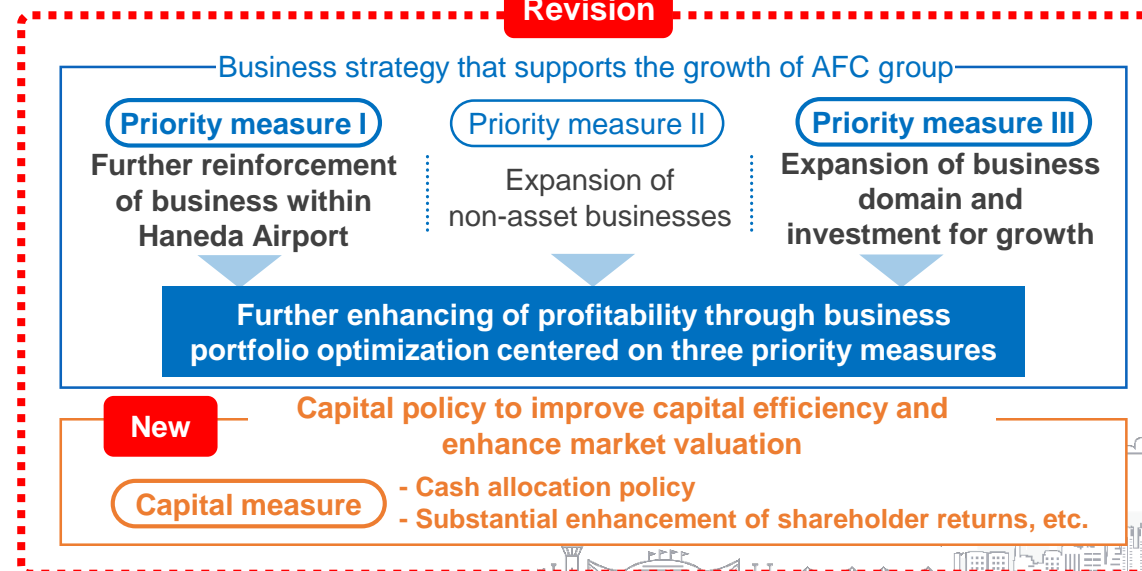 Revision
Business strategy that supports the growth of AFC group
Priority measure I
Further reinforcement
of business within
Haneda Airport
Priority measure II
Expansion of
non-asset businesses
Priority measure III
Expansion of business
domain and
investment for growth
Further enhancing of profitability through business
portfolio optimization centered on three priority measures
New
Capital policy to improve capital efficiency and
enhance market valuation
Capital measure
- Cash allocation policy
- Substantial enhancement of shareholder returns, etc.